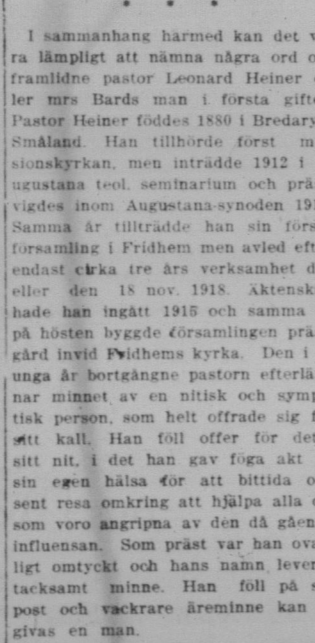 I sammanhang härmed kan det v
ra lämpligt att nämna några ord o
framlidne pastor Leonard Heiner
ler mrs Bards man i första gift
Pastor Heiner föddes 1880 i Bredary
Småland. Han tillhörde först m
sionskyrkan, men inträdde 1912 i
ugustana teol. seminarium och prä
vigdes inom Augustana-synoden 191
Samma år tillträdde han sin förs
församling i Fridhem men avled eft
endast cirka tre års verksamhet d
eller den 18 nov. 1918. Äktensk
hade han ingått 1915 och samma
på hösten byggde församlingen prä
gård invid Fridhems kyrka. Den i
unga år bortgångne pastorn efterlä
nar minnet av en nitisk och symp
tisk person, som helt offrade sig f
sitt kall. Han föll offer för det
sitt nit, i det han gav föga akt
sin egen hälsa för att bittida o
sent resa omkring att hjälpa alla
som voro angripna av den då gåen
influensan. Som präst var han ova
ligt omtyckt och hans namn lever
tacksamt minne. Han föll på s
post och vackrare äreminne kan
givas en man.